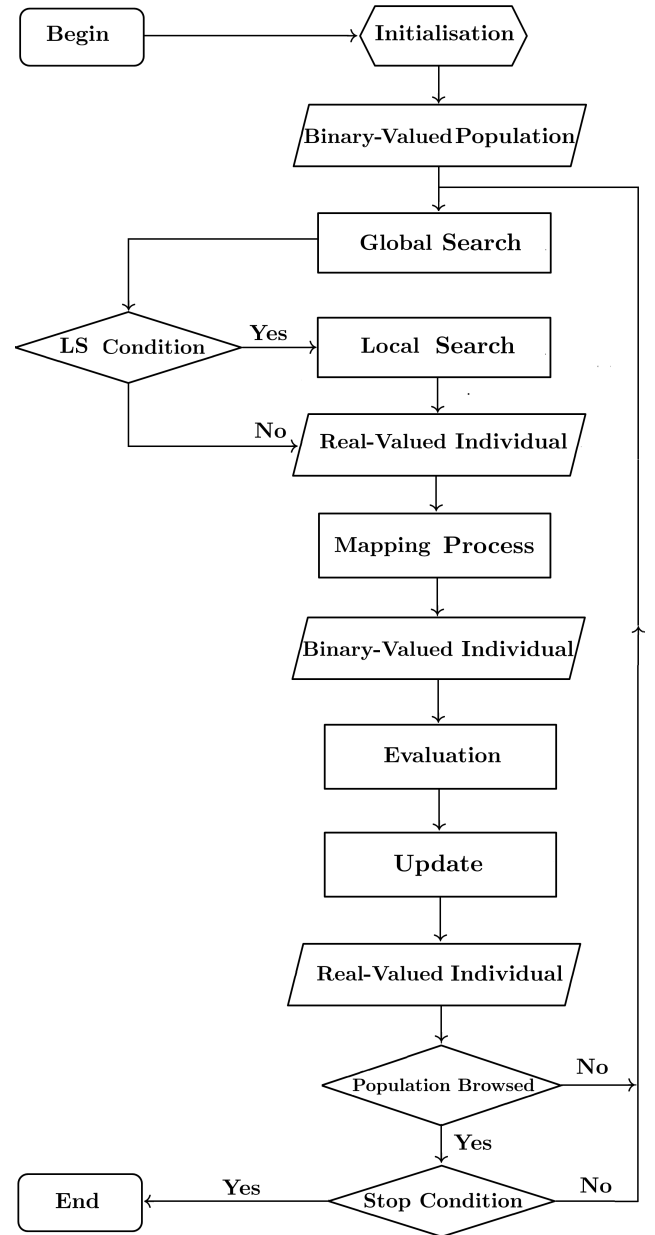 Begin
Initialisation
Binary-Valued Population
Global Search
LS Condition
Yes
Local Search
No
Real-Valued Individual
Mapping Process
Binary-Valued Individual
Evaluation
Update
Real-Valued Individual
Population Browsed
No
Yes
Stop Condition
No
Yes
End